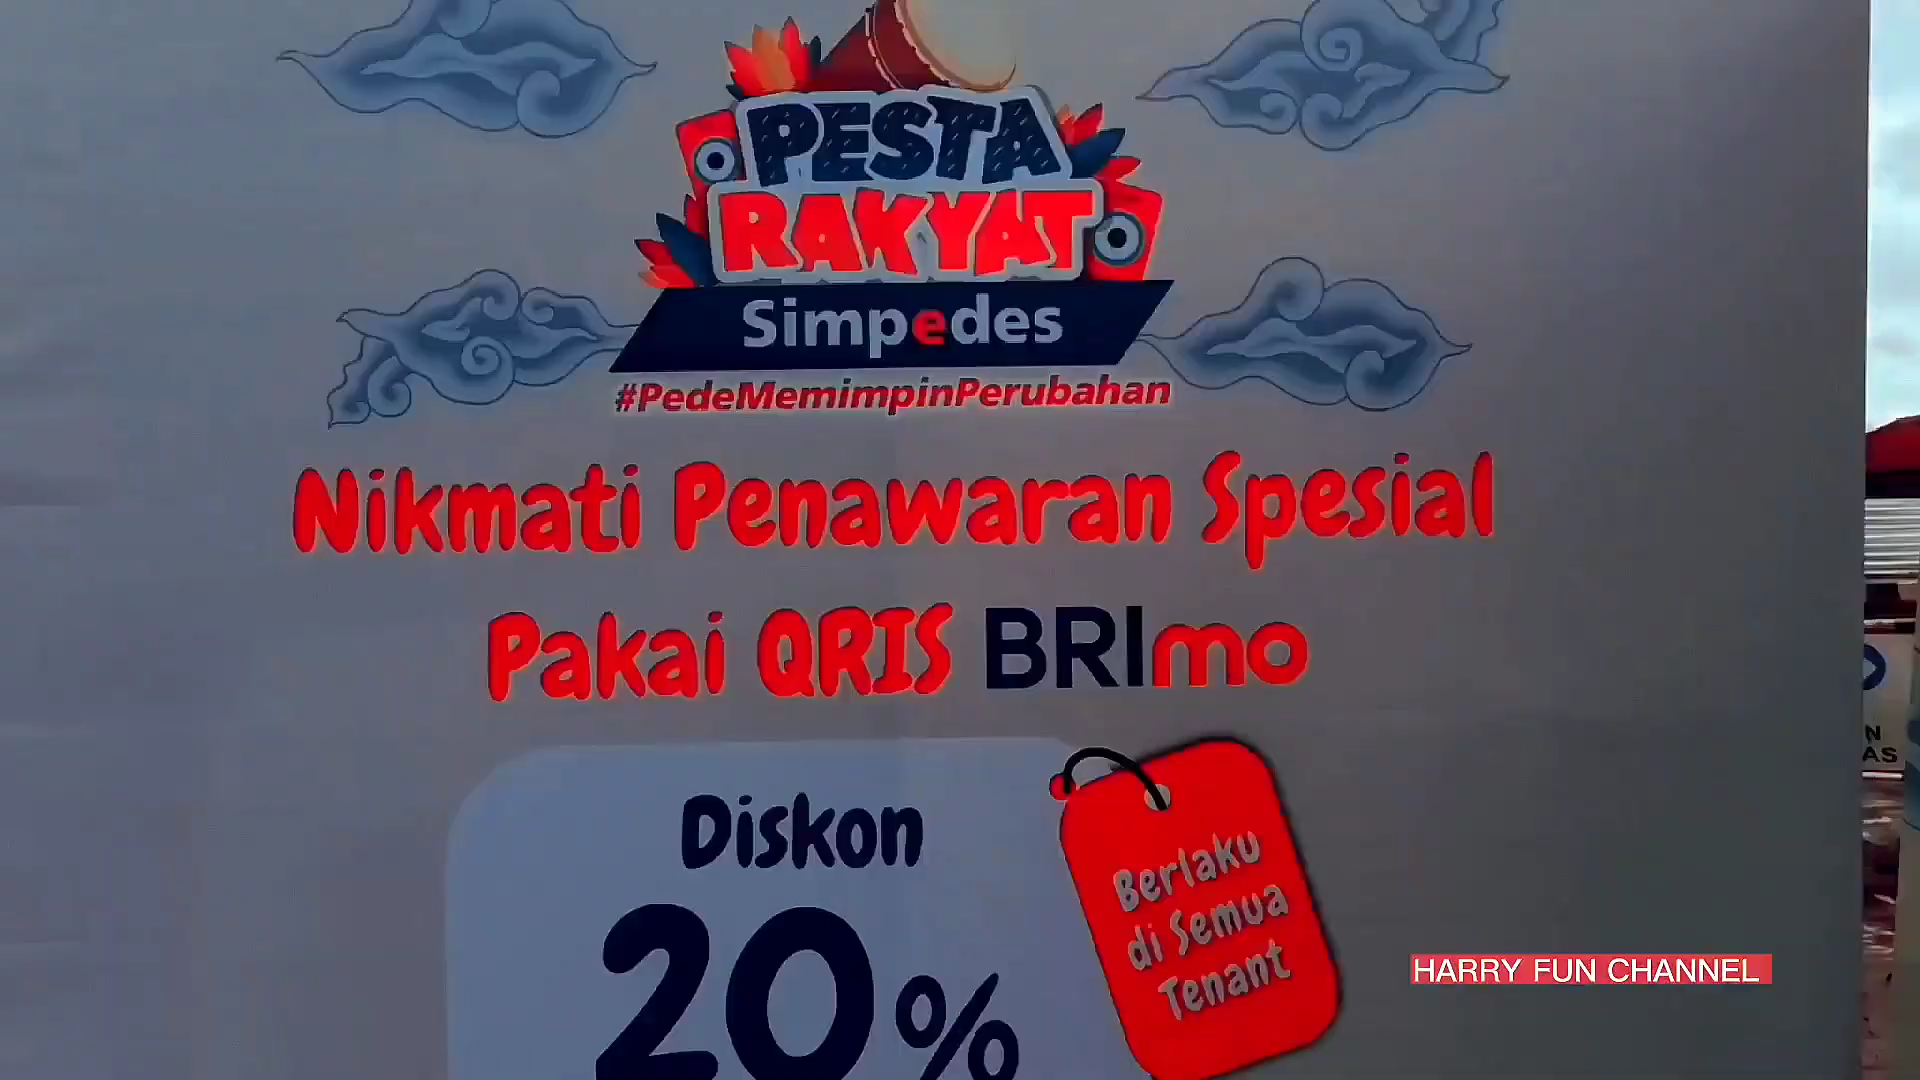 PESTA
RAKYAT
Simpedes
#PedeMemimpinPerubahan
Nikmati Penawaran Spesial
Pakai QRIS BRImo
Diskon
20%
Berlaku
di Semua
Tenant
HARRY FUN CHANNEL
N
AS